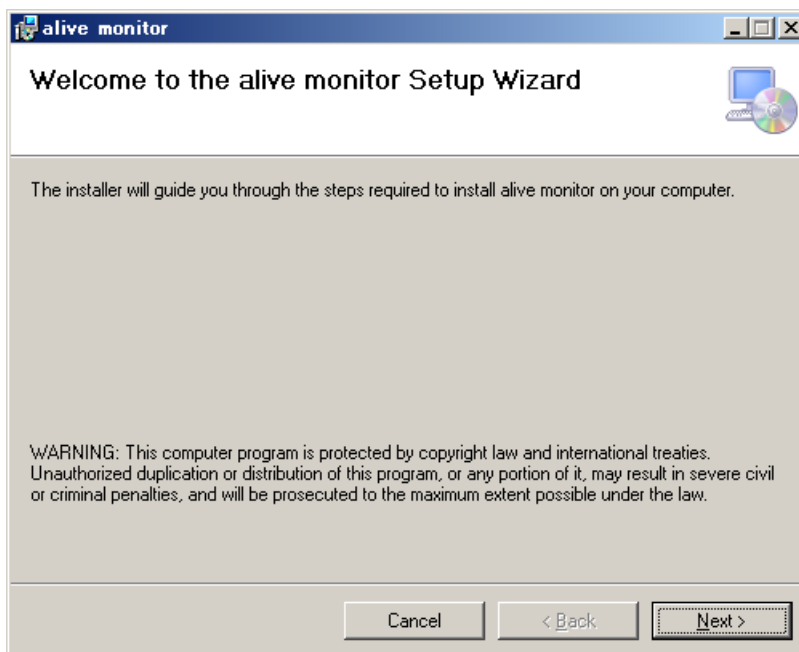 alive monitor
Welcome to the alive monitor Setup Wizard
The installer will guide you through the steps required to install alive monitor on your computer.
WARNING: This computer program is protected by copyright law and international treaties.
Unauthorized duplication or distribution of this program, or any portion of it, may result in severe civil
or criminal penalties, and will be prosecuted to the maximum extent possible under the law.
Cancel < Back Next >